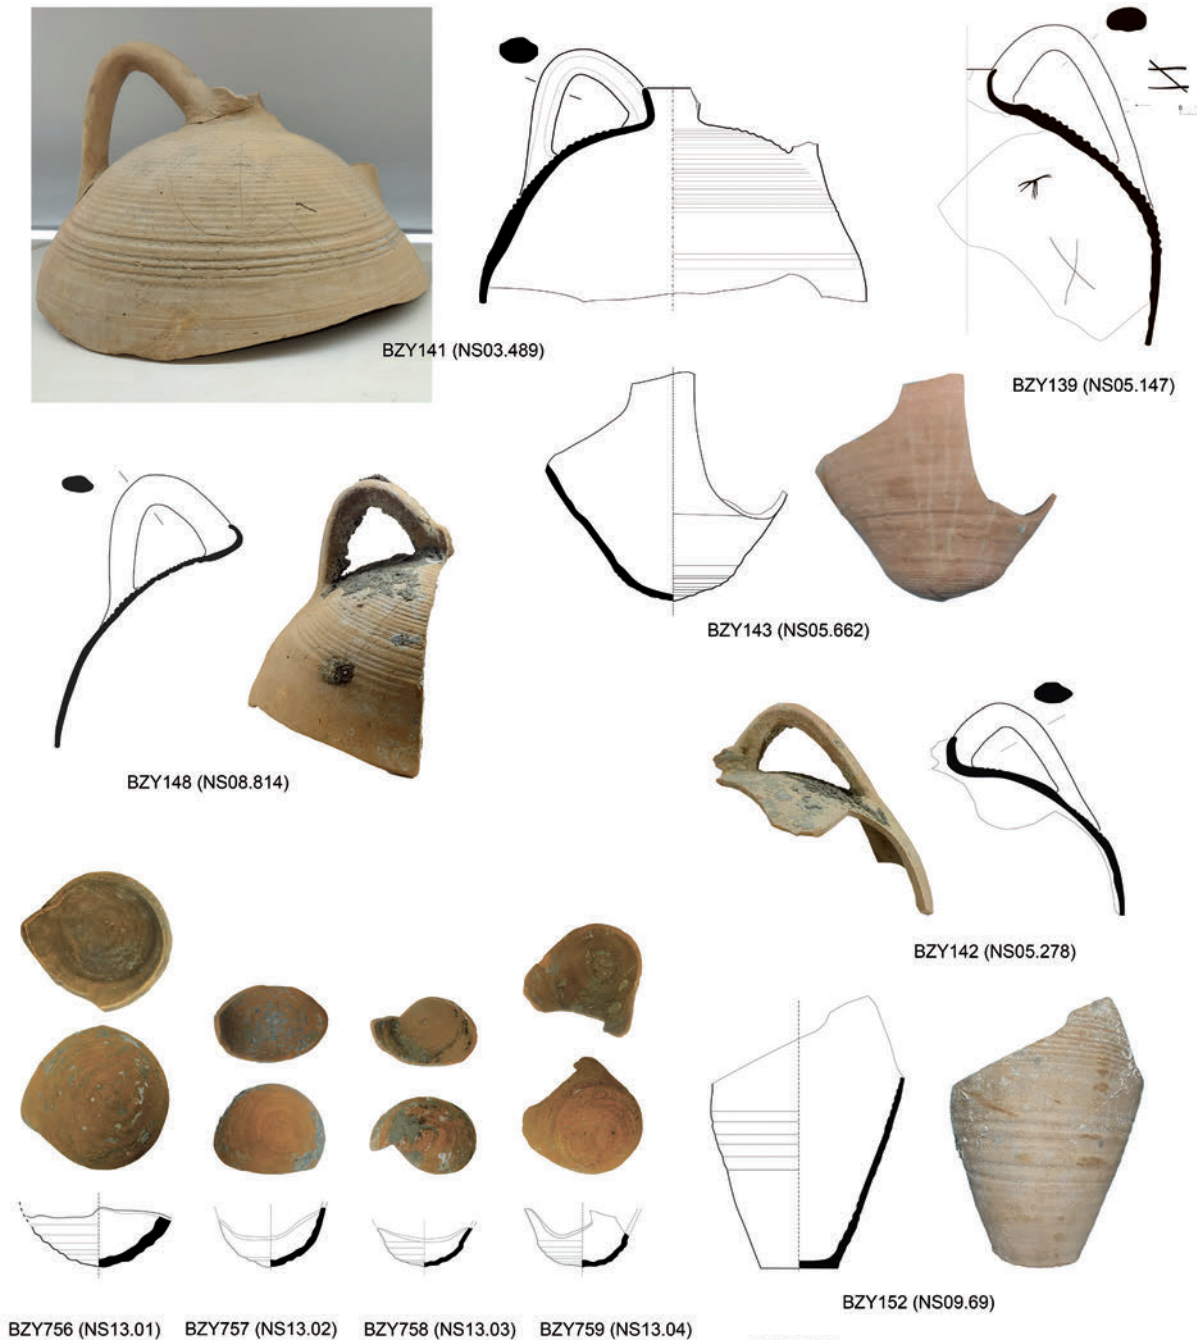 0
BZY141 (NS03.489)
BZY139 (NS05.147)
BZY143 (NS05.662)
BZY148 (NS08.814)
BZY142 (NS05.278)
BZY152 (NS09.69)
BZY756 (NS13.01) BZY757 (NS13.02) BZY758 (NS13.03) BZY759 (NS13.04)